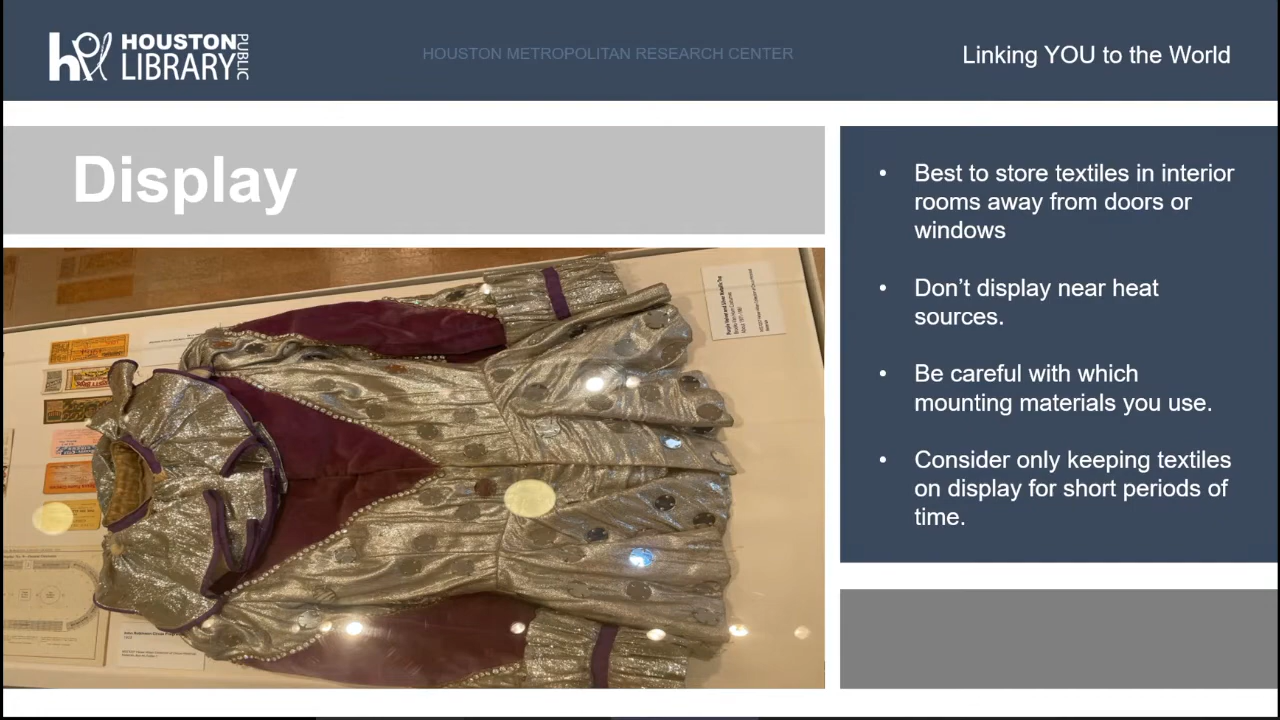 HOUSTON
LIBRARY
PUBLIC
HOUSTON METROPOLITAN RESEARCH CENTER
Linking YOU to the World
Display
• Best to store textiles in interior
rooms away from doors or
windows
• Don’t display near heat
sources.
• Be careful with which
mounting materials you use.
• Consider only keeping textiles
on display for short periods of
time.